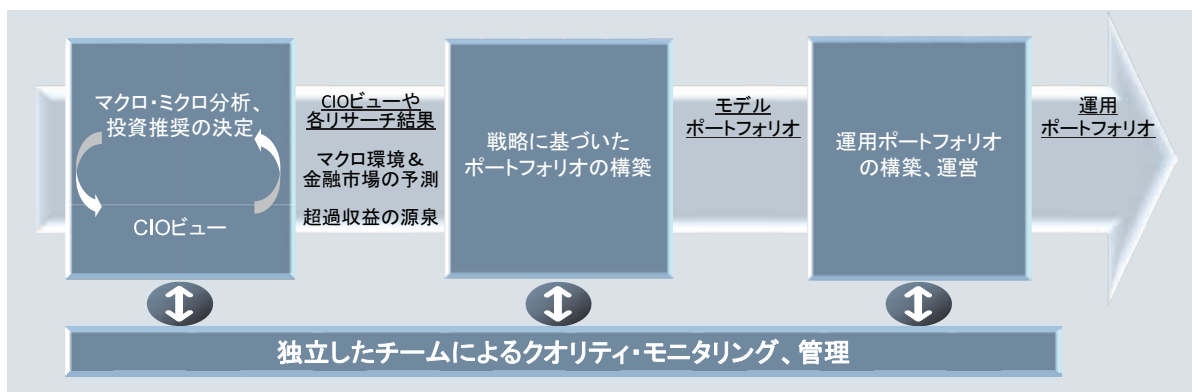 マクロ・ミクロ分析、
投資推奨の決定
CIOビュー
CIOビューや
各リサーチ結果
マクロ環境&
金融市場の予測
超過収益の源泉
戦略に基づいた
ポートフォリオの構築
モデル
ポートフォリオ
運用ポートフォリオ
の構築、運営
運用
ポートフォリオ
独立したチームによるクオリティ・モニタリング、管理